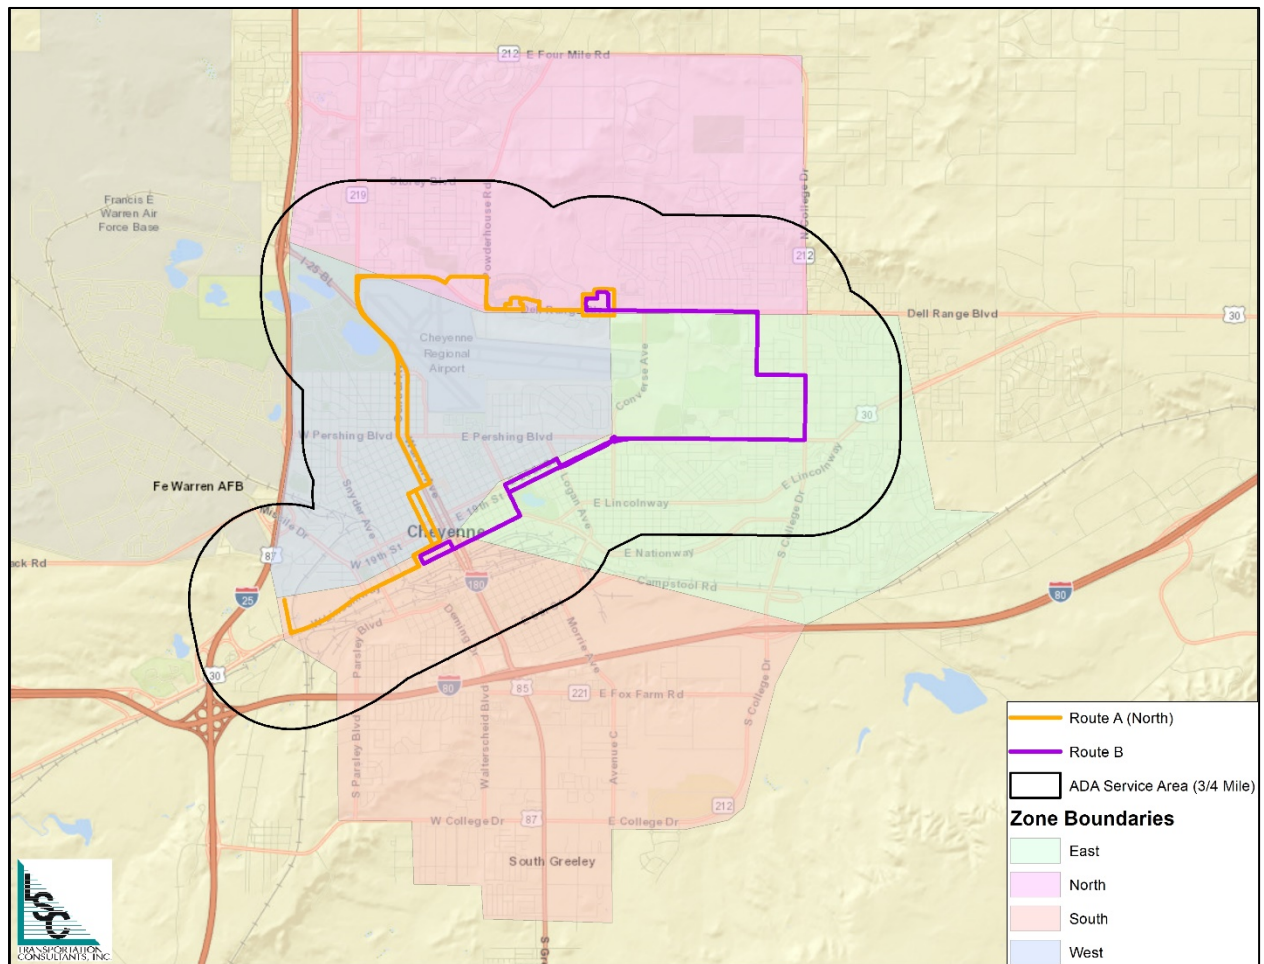 212 E Four Mile Rd
Storey Blvd
219
Powderhouse Rd
N College Dr
Francis E
Warren Air
Force Base
212
I-25 BL
Dell Range Blvd
30
Cheyenne
Regional
Airport
Converse Ave
30
W Pershing Blvd
E Pershing Blvd
Fe Warren AFB
Snyder Ave
E 19th St
Logan Ave
E Lincolnway
E Lincolnway
S College Dr
Missile Dr
Cheyenne
W 19th St
E Nationway
87
ck Rd
180
Campstool Rd
25
80
Parsley Blvd
Deming Dr
Morrie Ave
30
80
85
221 E Fox Farm Rd
S College Dr
S Parsley Blvd
Walterscheid Blvd
Avenue C
212
W College Dr 87 E College Dr
South Greeley
Route A (North)
Route B
ADA Service Area (3/4 Mile)
Zone Boundaries
East
North
South
West
LSC
TRANSPORTATION
CONSULTANTS, INC.